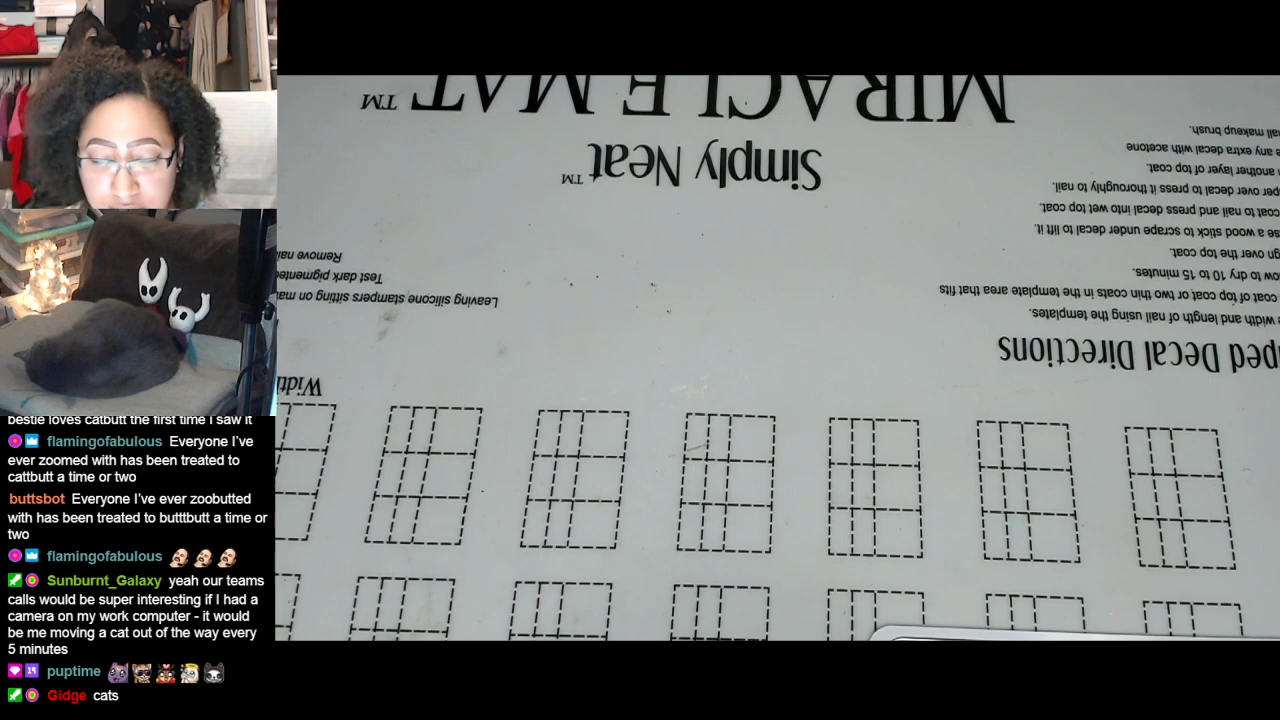 MIRACLE MAT™
Simply Neat™
all makeup brush.
e any extra decal with acetone
another layer of top coat.
per over decal to press it thoroughly to nail.
coat to nail and press decal into wet top coat.
se a wood stick to scrape under decal to lift it.
gn over the top coat.
ow to dry 10 to 15 minutes.
coat of top coat, or two thin coats in the template area that fits
e width and length of nail using the templates.
ped Decal Directions
Remove nail
Test dark pigmented
Leaving silicone stampers sitting on mat
Width
bestie loves catbutt the first time I saw it
flamingofabulous Everyone I've
ever zoomed with has been treated to
cattbutt a time or two
buttsbot Everyone I've ever zoobutted
with has been treated to butttbutt a time or
two
flamingofabulous
Sunburnt_Galaxy yeah our teams
calls would be super interesting if I had a
camera on my work computer - it would
be me moving a cat out of the way every
5 minutes
19 puptime
Gidge cats